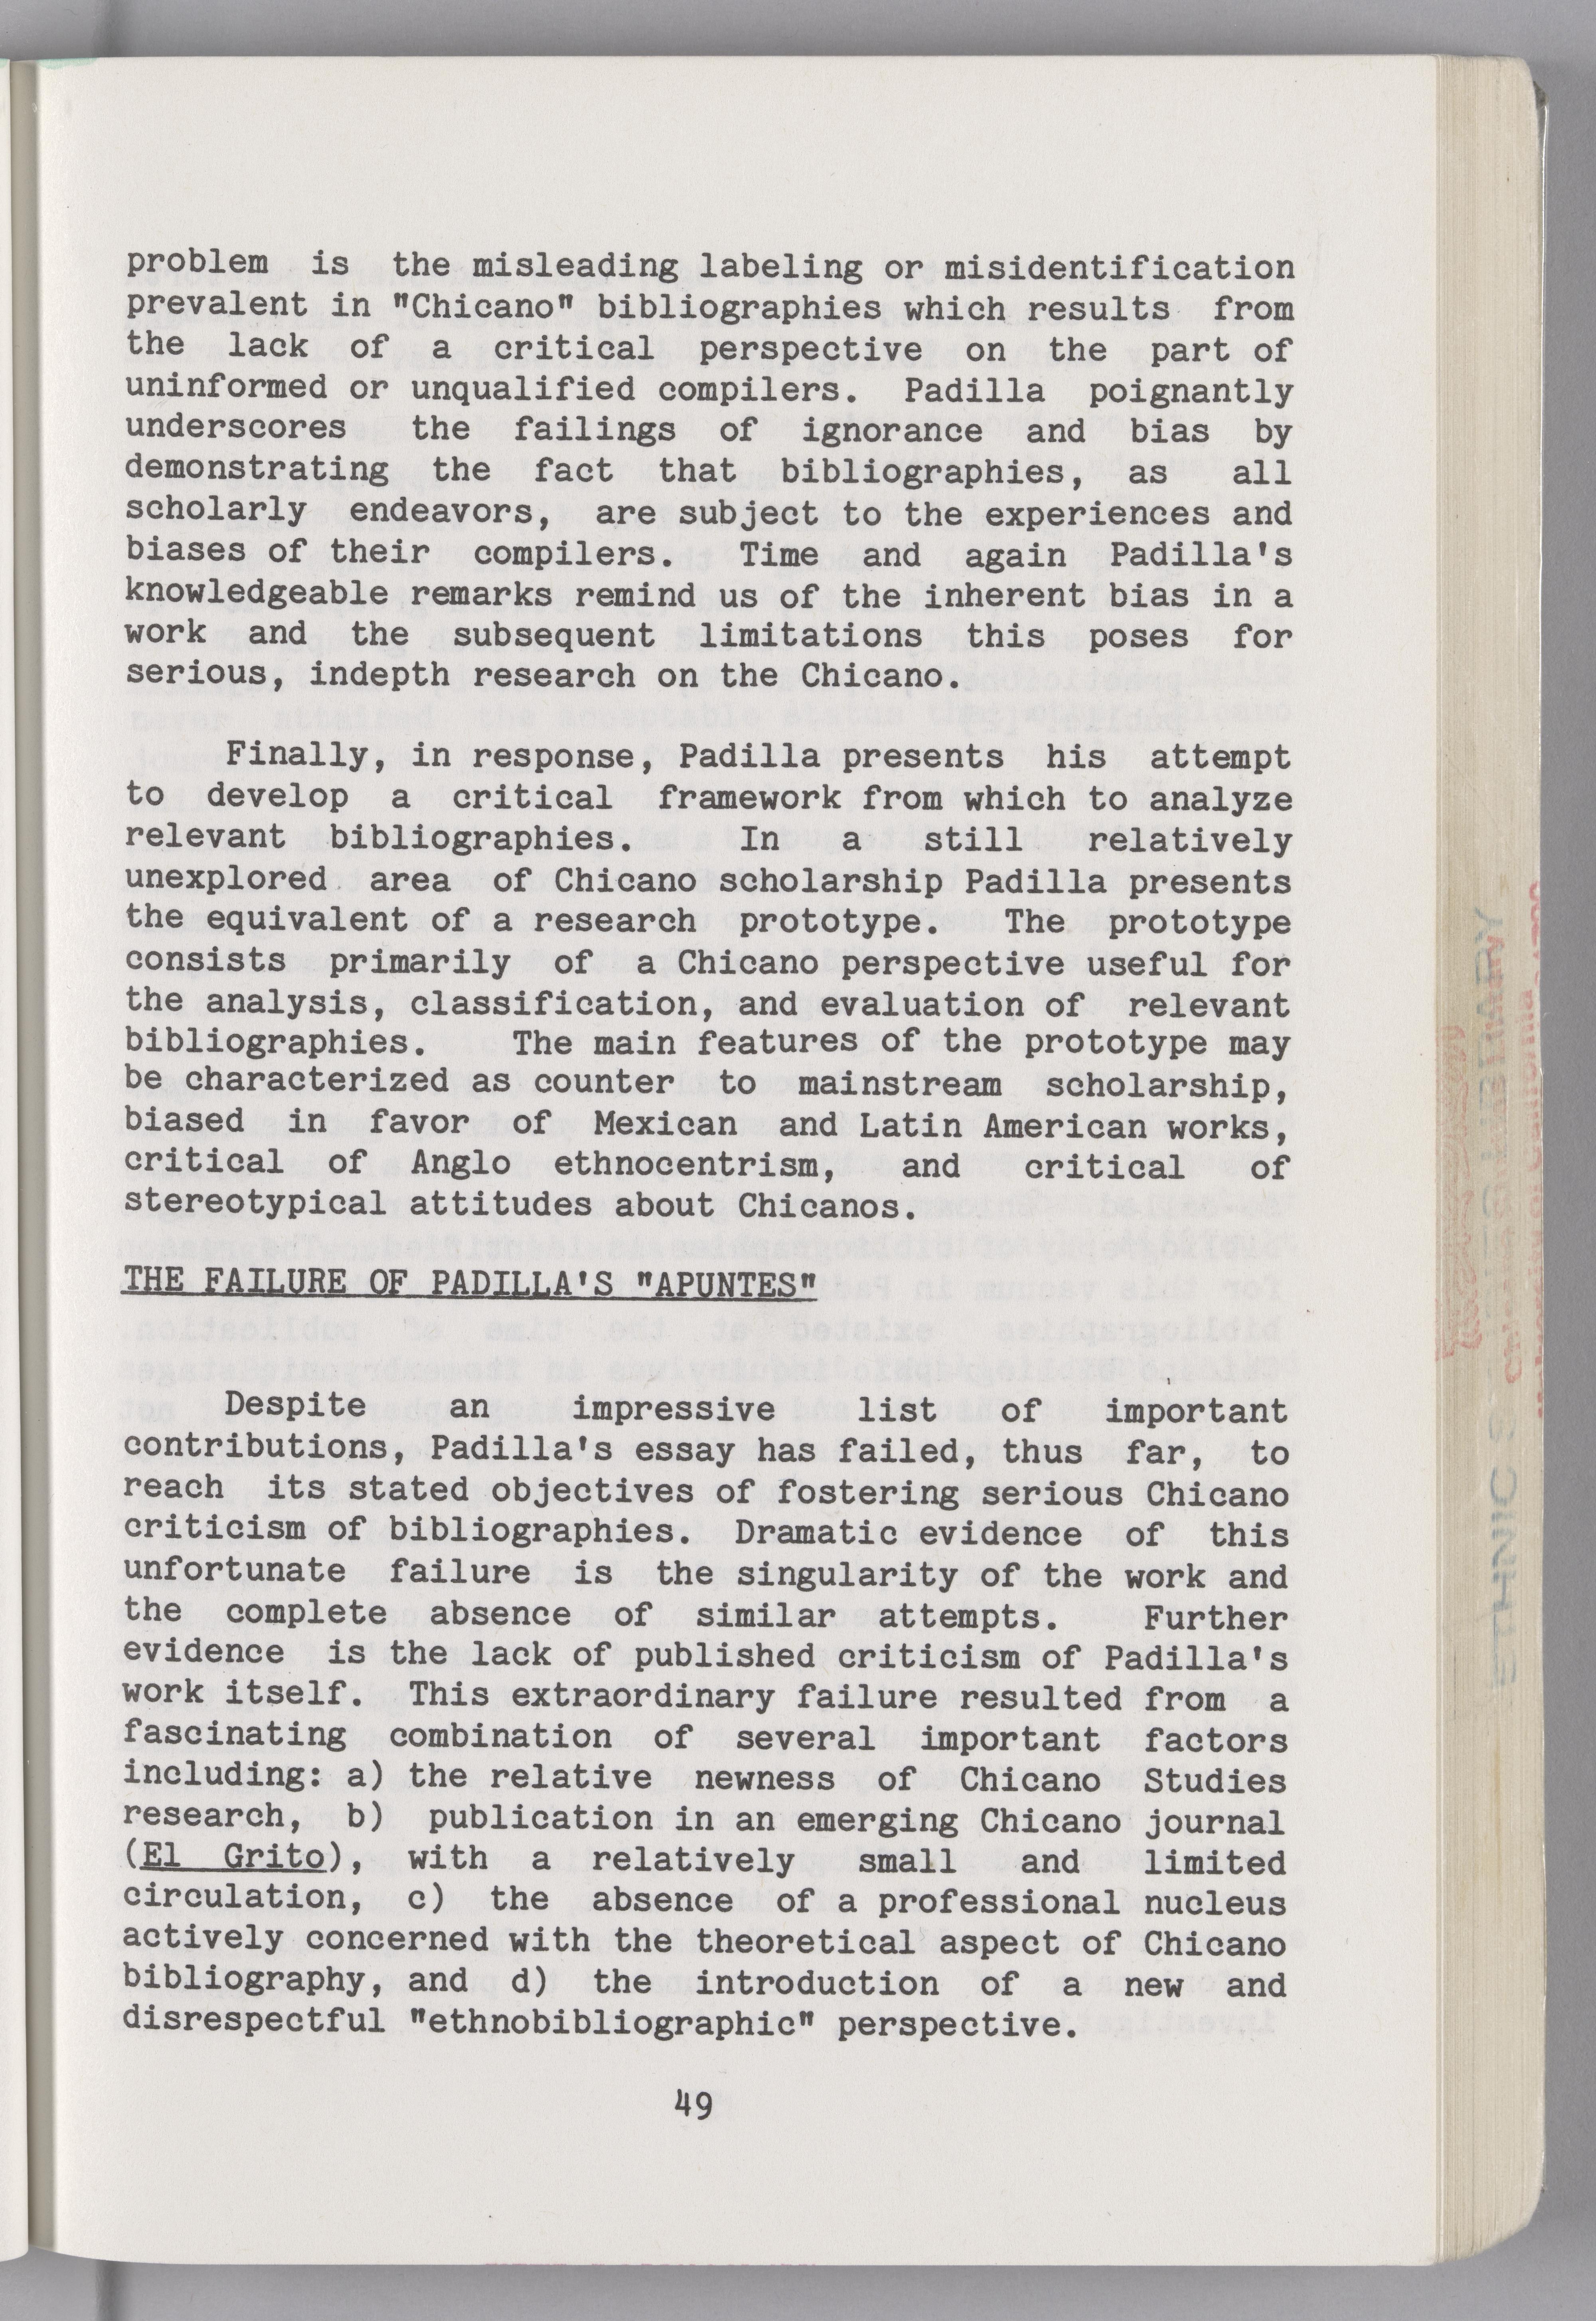 problem is the misleading labeling or misidentification
prevalent in "Chicano" bibliographies which results from
the lack of a critical perspective on the part of
uninformed or unqualified compilers. Padilla poignantly
underscores the failings of ignorance and bias by
demonstrating the fact that bibliographies, as all
scholarly endeavors, are subject to the experiences and
biases of their compilers. Time and again Padilla's
knowledgeable remarks remind us of the inherent bias in a
work and the subsequent limitations this poses for
serious, indepth research on the Chicano.
Finally, in response, Padilla presents his attempt
to develop a critical framework from which to analyze
relevant bibliographies. In a still relatively
unexplored area of Chicano scholarship Padilla presents
the equivalent of a research prototype. The prototype
consists primarily of a Chicano perspective useful for
the analysis, classification, and evaluation of relevant
bibliographies. The main features of the prototype may
be characterized as counter to mainstream scholarship,
biased in favor of Mexican and Latin American works,
critical of Anglo ethnocentrism, and critical of
stereotypical attitudes about Chicanos.
THE FAILURE OF PADILLA'S "APUNTES"
Despite an impressive list of important
contributions, Padilla's essay has failed, thus far, to
reach its stated objectives of fostering serious Chicano
criticism of bibliographies. Dramatic evidence of this
unfortunate failure is the singularity of the work and
the complete absence of similar attempts. Further
evidence is the lack of published criticism of Padilla's
work itself. This extraordinary failure resulted from a
fascinating combination of several important factors
including: a) the relative newness of Chicano Studies
research, b) publication in an emerging Chicano journal
(El Grito), with a relatively small and limited
circulation, c) the absence of a professional nucleus
actively concerned with the theoretical aspect of Chicano
bibliography, and d) the introduction of a new and
disrespectful "ethnobibliographic" perspective.
49
ETHNIC S
LIBRARY